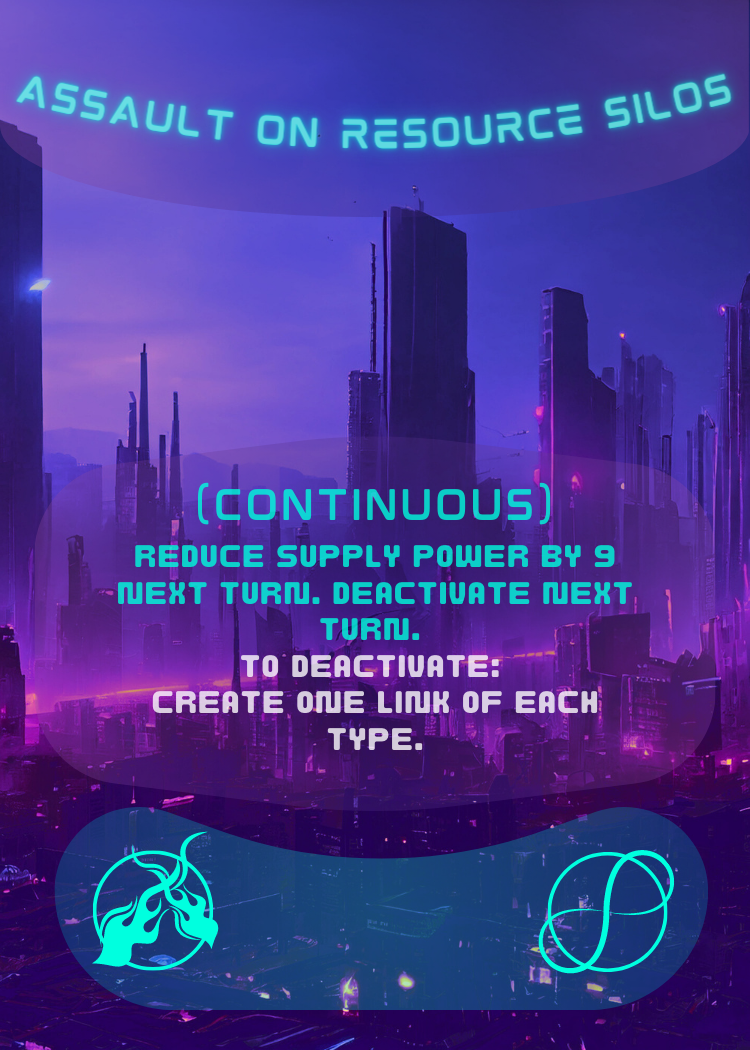 ASSAULT ON RESOURCE SILOS
(CONTINUOUS)
REDUCE SUPPLY POWER BY 9
NEXT TURN. DEACTIVATE NEXT
TURN.
TO DEACTIVATE:
CREATE ONE LINK OF EACH
TYPE.